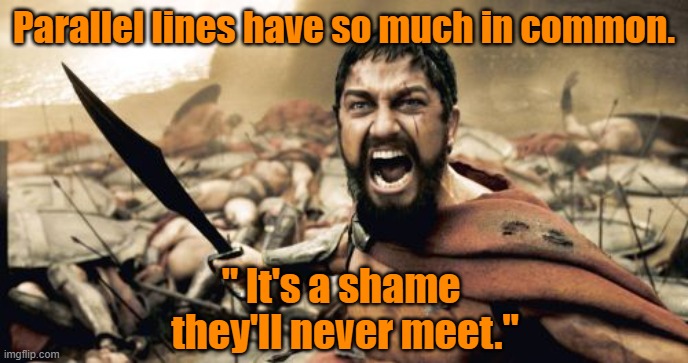 Parallel lines have so much in common.
" It's a shame
they'll never meet."
imgflip.com